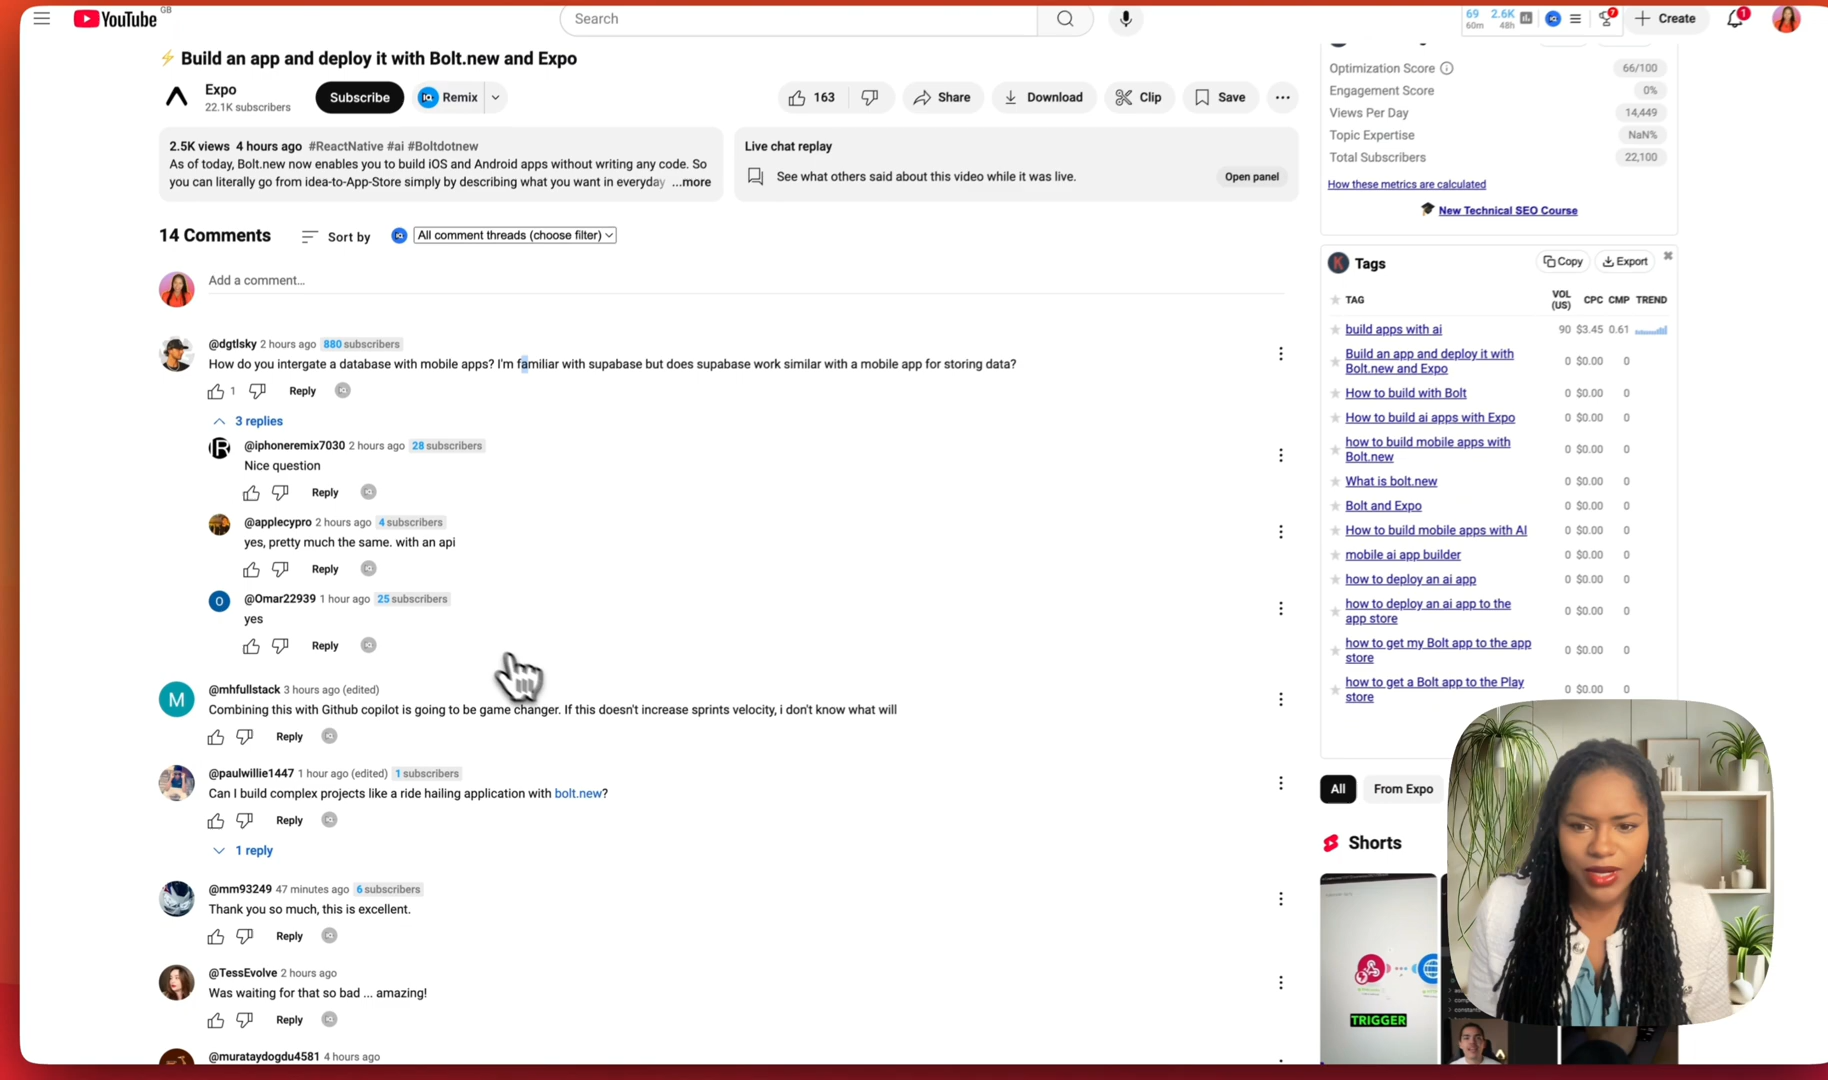 YouTube GB
Search
69 2.6K
60m 48h
7
Create
1
⚡ Build an app and deploy it with Bolt.new and Expo
Expo
22.1K subscribers
Subscribe
Remix
163
Share
Download
Clip
Save
2.5K views 4 hours ago #ReactNative #ai #Boltdotnew
As of today, Bolt.new now enables you to build iOS and Android apps without writing any code. So
you can literally go from idea-to-App-Store simply by describing what you want in everyday ...more
Live chat replay
See what others said about this video while it was live.
Open panel
14 Comments
Sort by
All comment threads (choose filter)
Add a comment...
@dgtlsky 2 hours ago 880 subscribers
How do you intergate a database with mobile apps? I'm familiar with supabase but does supabase work similar with a mobile app for storing data?
1
Reply
3 replies
@iphoneremix7030 2 hours ago 28 subscribers
Nice question
Reply
@applecypro 2 hours ago 4 subscribers
yes, pretty much the same. with an api
Reply
O
@Omar22939 1 hour ago 25 subscribers
yes
Reply
M
@mhfullstack 3 hours ago (edited)
Combining this with Github copilot is going to be game changer. If this doesn't increase sprints velocity, i don't know what will
Reply
@paulwillie1447 1 hour ago (edited) 1 subscribers
Can I build complex projects like a ride hailing application with bolt.new?
Reply
1 reply
@mm93249 47 minutes ago 6 subscribers
Thank you so much, this is excellent.
Reply
@TessEvolve 2 hours ago
Was waiting for that so bad ... amazing!
Reply
@murataydogdu4581 4 hours ago
Optimization Score 66/100
Engagement Score 0%
Views Per Day 14,449
Topic Expertise NaN%
Total Subscribers 22,100
How these metrics are calculated
New Technical SEO Course
K Tags
Copy
Export
TAG VOL (US) CPC CMP TREND
build apps with ai 90 $3.45 0.61
Build an app and deploy it with
Bolt.new and Expo 0 $0.00 0
How to build with Bolt 0 $0.00 0
How to build ai apps with Expo 0 $0.00 0
how to build mobile apps with
Bolt.new 0 $0.00 0
What is bolt.new 0 $0.00 0
Bolt and Expo 0 $0.00 0
How to build mobile apps with AI 0 $0.00 0
mobile ai app builder 0 $0.00 0
how to deploy an ai app 0 $0.00 0
how to deploy an ai app to the
app store 0 $0.00 0
how to get my Bolt app to the app
store 0 $0.00 0
how to get a Bolt app to the Play
store 0 $0.00 0
All
From Expo
Shorts
TRIGGER